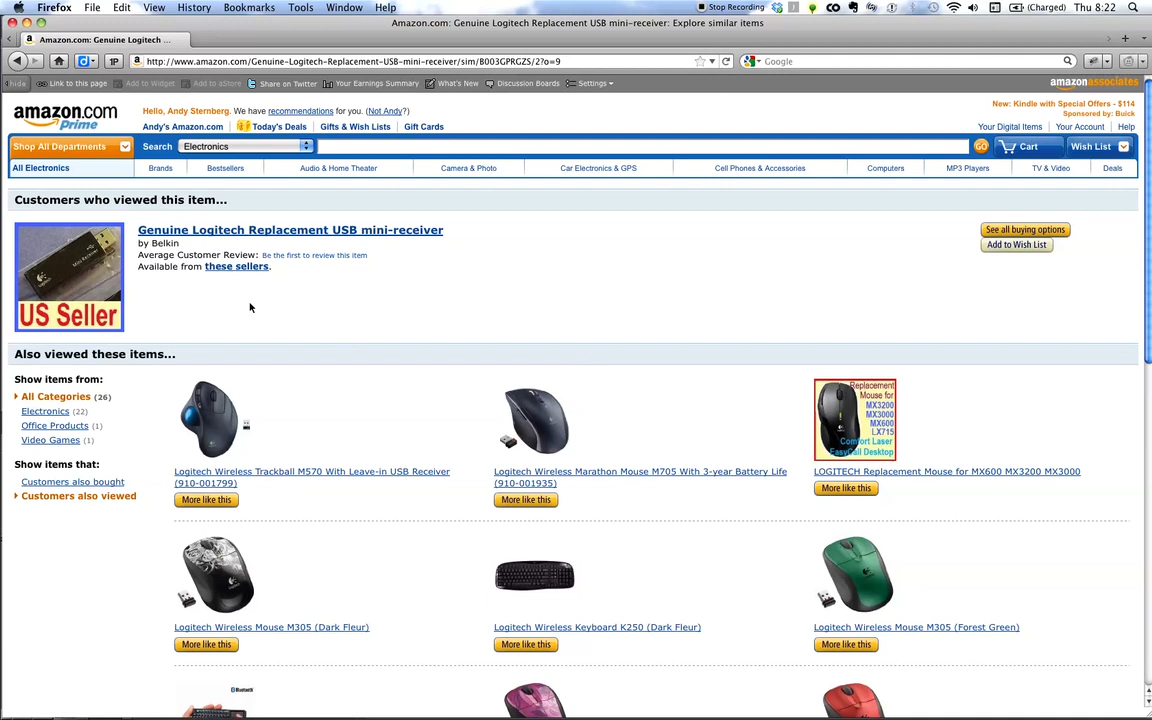 Firefox File Edit View History Bookmarks Tools Window Help Stop Recording (Charged) Thu 8:22
Amazon.com: Genuine Logitech Replacement USB mini-receiver: Explore similar items
Amazon.com: Genuine Logitech ...
http://www.amazon.com/Genuine-Logitech-Replacement-USB-mini-receiver/sim/B003GPRGZS/2?o=9 Google
hide Link to this page Add to Widget Add to aStore Share on Twitter Your Earnings Summary What's New Discussion Boards Settings amazonassociates
amazon.com Prime
Hello, Andy Sternberg. We have recommendations for you. (Not Andy?)
New: Kindle with Special Offers - $114
Sponsored by: Buick
Andy's Amazon.com Today's Deals Gifts & Wish Lists Gift Cards Your Digital Items Your Account Help
Shop All Departments Search Electronics GO Cart Wish List
All Electronics Brands Bestsellers Audio & Home Theater Camera & Photo Car Electronics & GPS Cell Phones & Accessories Computers MP3 Players TV & Video Deals
Customers who viewed this item...
Genuine Logitech Replacement USB mini-receiver
by Belkin
Average Customer Review: Be the first to review this item
Available from these sellers.
See all buying options
Add to Wish List
US Seller
Also viewed these items...
Show items from:
All Categories (26)
Electronics (22)
Office Products (1)
Video Games (1)
Show items that:
Customers also bought
Customers also viewed
Logitech Wireless Trackball M570 With Leave-in USB Receiver
(910-001799)
More like this
Logitech Wireless Marathon Mouse M705 With 3-year Battery Life
(910-001935)
More like this
Replacement
Mouse for
MX3200
MX3000
MX600
LX715
Comfort Laser
EasyCall Desktop
LOGITECH Replacement Mouse for MX600 MX3200 MX3000
More like this
Logitech Wireless Mouse M305 (Dark Fleur)
More like this
Logitech Wireless Keyboard K250 (Dark Fleur)
More like this
Logitech Wireless Mouse M305 (Forest Green)
More like this
Bluetooth